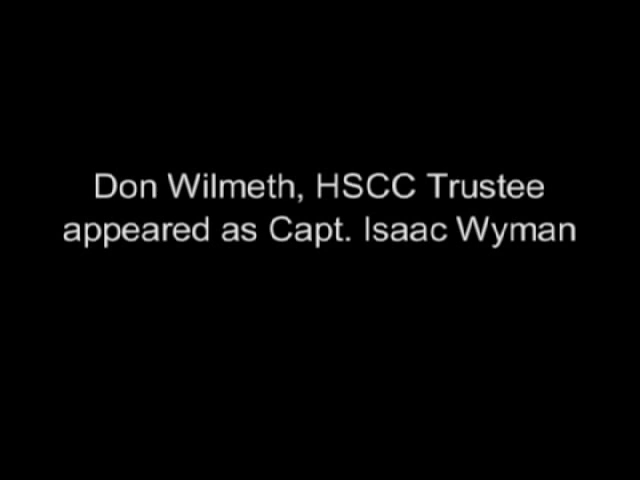 Don Wilmeth, HSCC Trustee
appeared as Capt. Isaac Wyman